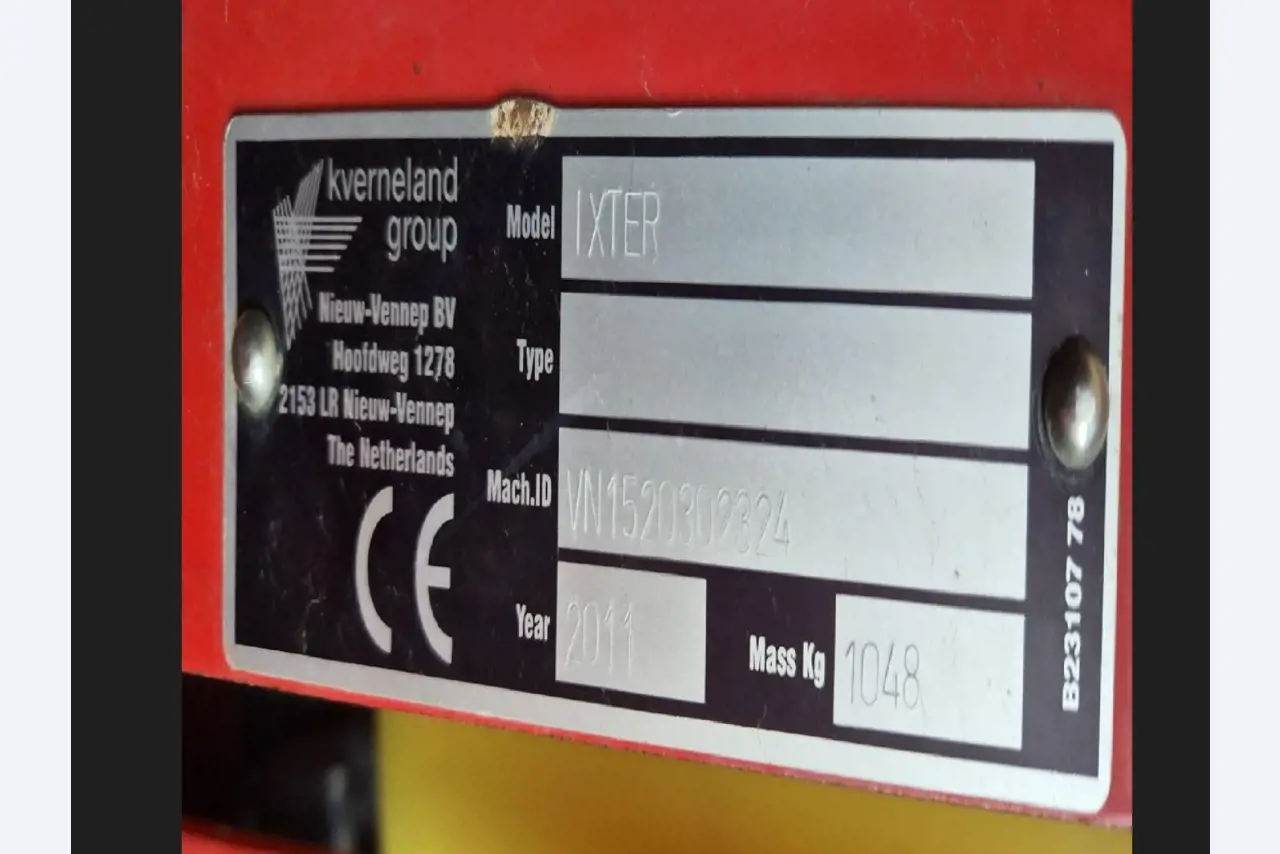 kverneland
group
Nieuw-Vennep BV
Hoofdweg 1278
2153 LR Nieuw-Vennep
The Netherlands
CE
Model IXTER
Type
Mach.ID VN1520302324
Year 2011
Mass Kg 1048
B23107 78